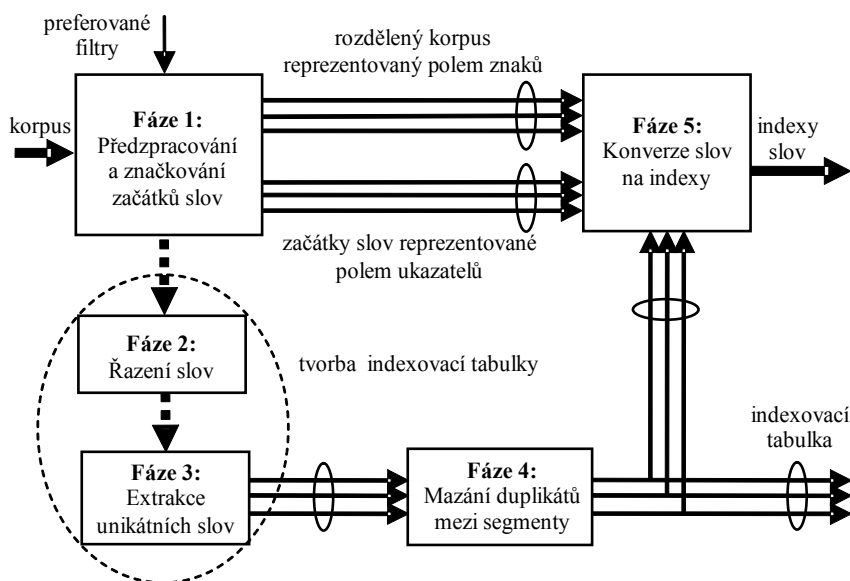 preferované
filtry
korpus
Fáze 1:
Předzpracování
a značkování
začátků slov
rozdělený korpus
reprezentovaný polem znaků
začátky slov reprezentované
polem ukazatelů
Fáze 5:
Konverze slov
na indexy
indexy
slov
Fáze 2:
Řazení slov
tvorba indexovací tabulky
Fáze 3:
Extrakce
unikátních slov
Fáze 4:
Mazání duplikátů
mezi segmenty
indexovací
tabulka